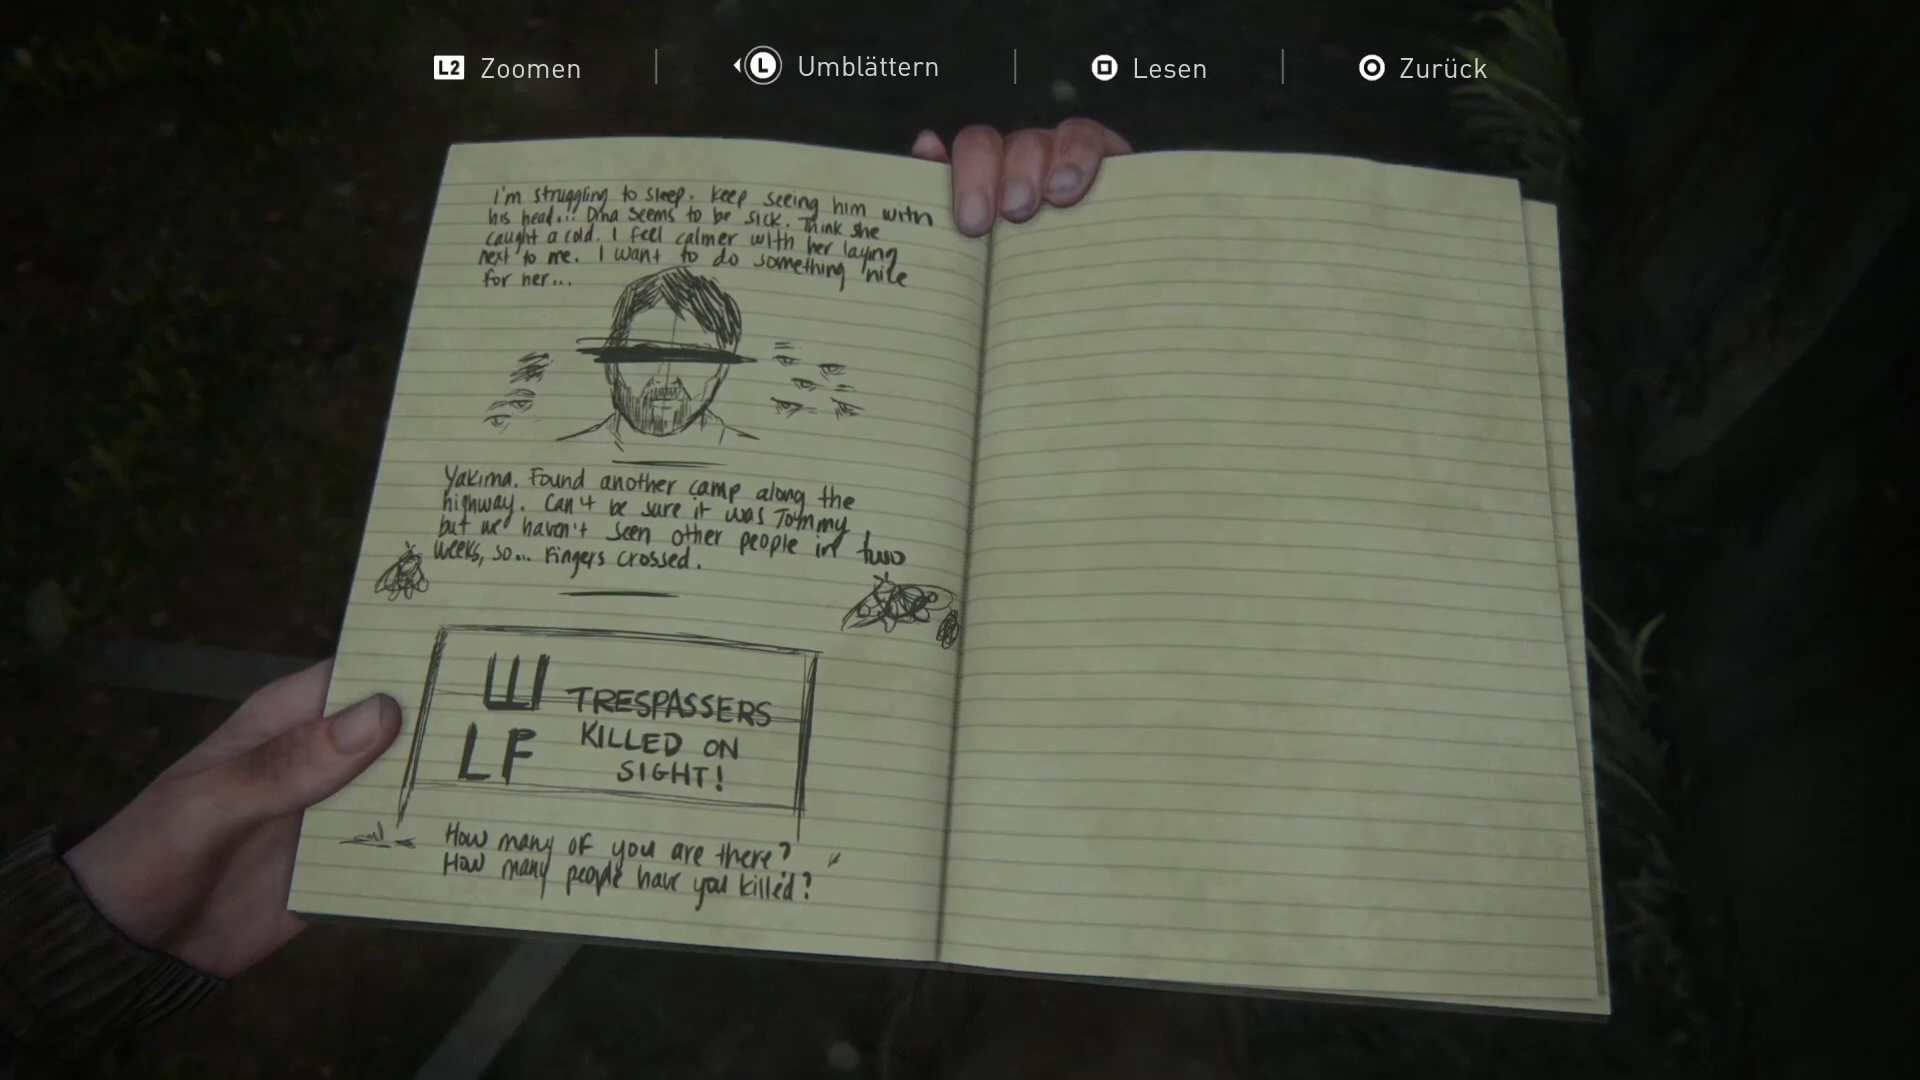 L2 Zoomen
L Umblättern
Lesen
Zurück
I'm struggling to sleep. Keep seeing him with
his head... Dina seems to be sick. Think she
caught a cold. I feel calmer with her laying
next to me. I want to do something nice
for her...
Yakima. Found another camp along the
highway. Can't be sure it was Tommy
but we haven't seen other people in two
weeks, so... Fingers crossed.
W
LF
TRESPASSERS
KILLED ON
SIGHT!
How many of you are there?
How many people have you killed?